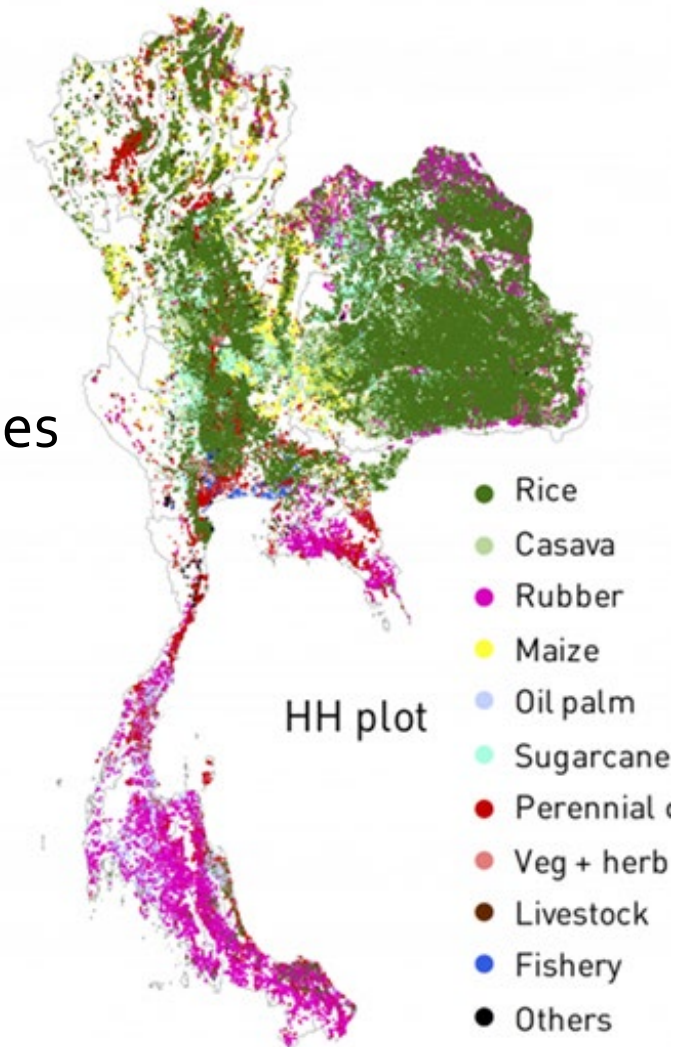 es
Rice
Casava
Rubber
Maize
HH plot
Oil palm
Sugarcane
Perennial
Veg + herb
Livestock
Fishery
Others